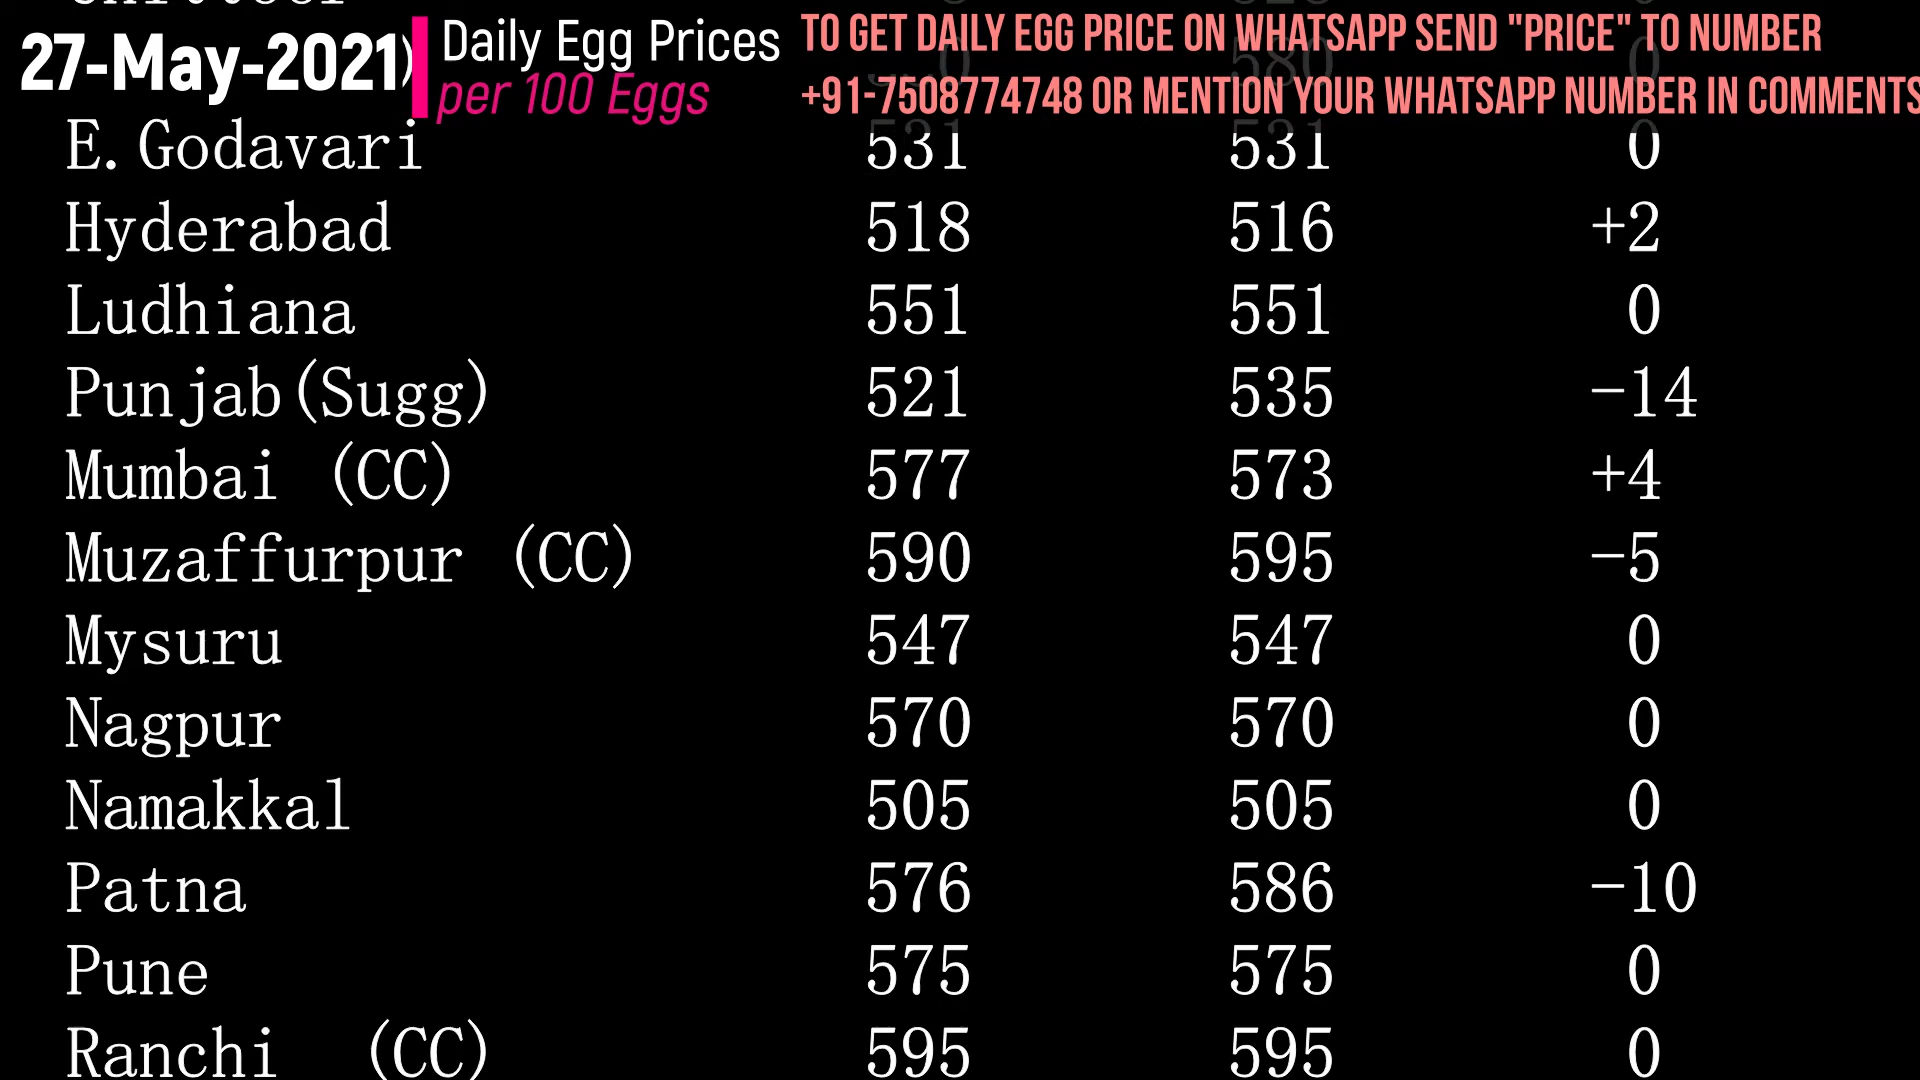 27-May-2021)
Daily Egg Prices
per 100 Eggs
TO GET DAILY EGG PRICE ON WHATSAPP SEND "PRICE" TO NUMBER
+91-7508774748 OR MENTION YOUR WHATSAPP NUMBER IN COMMENTS
580 0
E.Godavari 531 531 0
Hyderabad 518 516 +2
Ludhiana 551 551 0
Punjab(Sugg) 521 535 -14
Mumbai (CC) 577 573 +4
Muzaffurpur (CC) 590 595 -5
Mysuru 547 547 0
Nagpur 570 570 0
Namakkal 505 505 0
Patna 576 586 -10
Pune 575 575 0
Ranchi (CC) 595 595 0